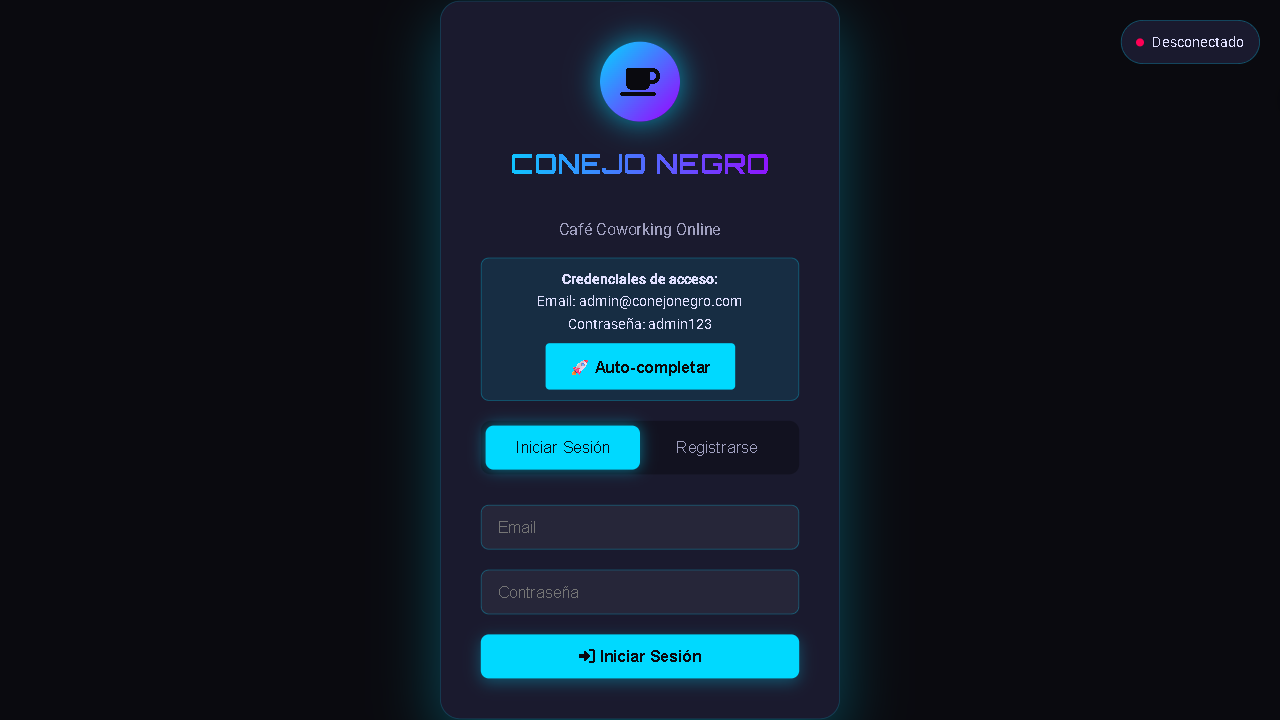 Desconectado
CONEJO NEGRO
Café Coworking Online
Credenciales de acceso:
Email: admin@conejonegro.com
Contraseña: admin123
🚀 Auto-completar
Iniciar Sesión
Registrarse
Email
Contraseña
Iniciar Sesión